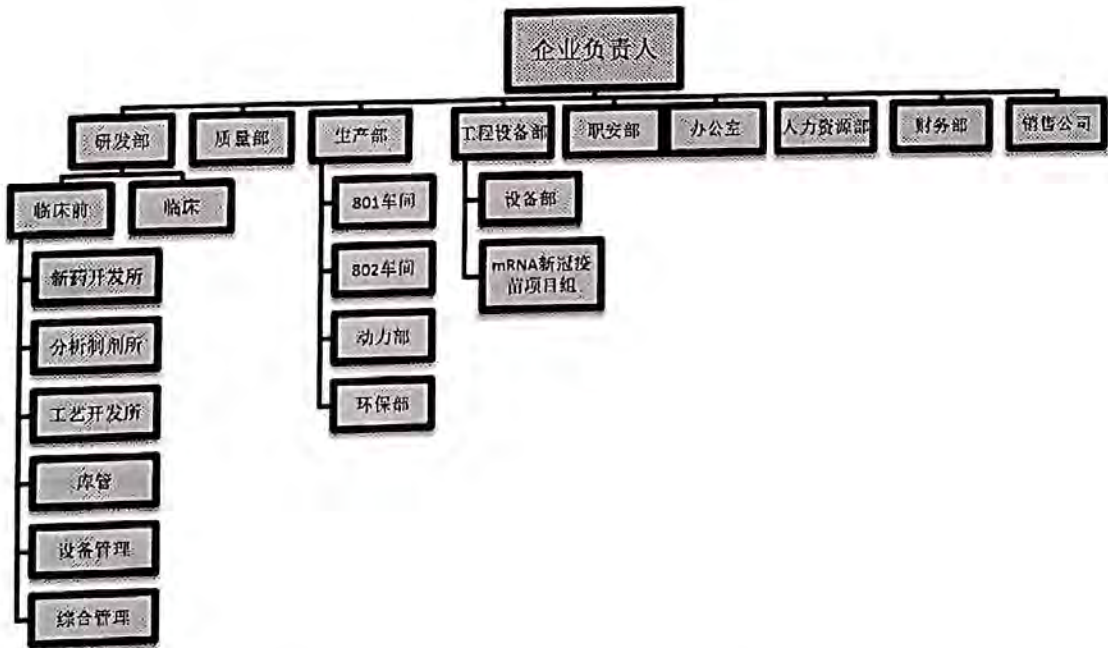 企业负责人
研发部
质量部
生产部
工程设备部
职安部
办公室
人力资源部
财务部
销售公司
临床前
临床
801车间
设备部
802车间
mRNA新冠疫
苗项目组
新药开发所
分析制剂所
动力部
工艺开发所
环保部
库管
设备管理
综合管理